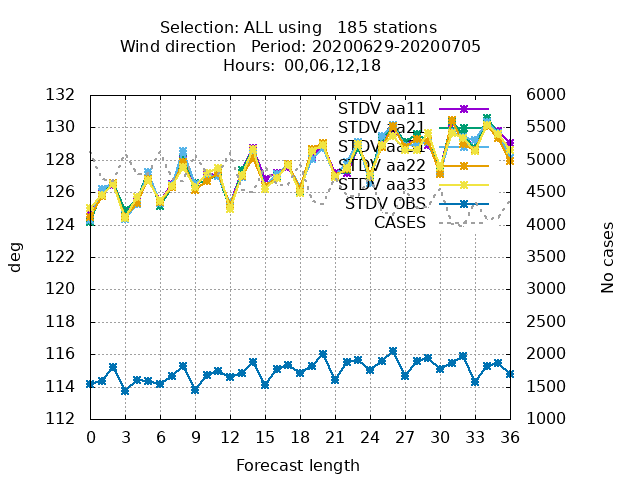 Selection: ALL using   185 stations
Wind direction   Period: 20200629-20200705
Hours:  00,06,12,18
132
130
128
126
124
122
120
118
116
114
112
deg
6000
5500
5000
4500
4000
3500
3000
2500
2000
1500
1000
No cases
STDV aa11
STDV aa21
STDV aa22
STDV aa33
STDV OBS
CASES
0 3 6 9 12 15 18 21 24 27 30 33 36
Forecast length